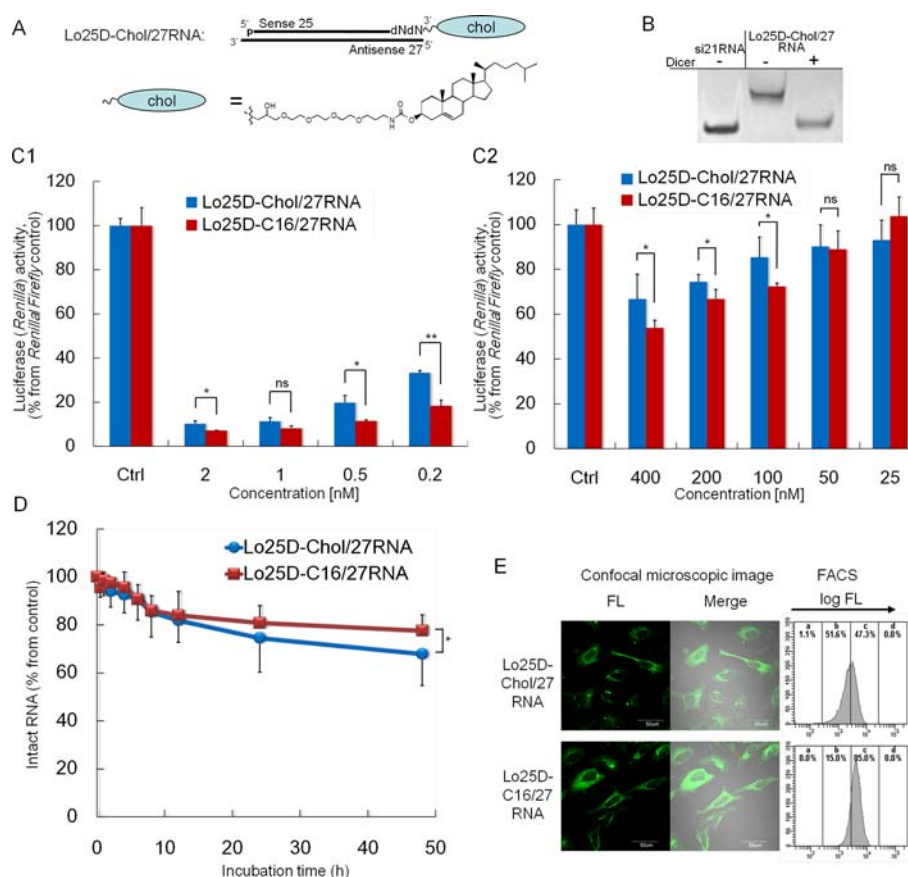 A
Lo25D-Chol/27RNA:
5′
p Sense 25
dNdN
3′
chol
3′
Antisense 27
5′
chol
=
OH
O
O
O
O
N
H
O
O
H
H
H
B
si21RNA
Lo25D-Chol/27
RNA
Dicer - - +
C1
Luciferase (Renilla) activity,
(% from Renilla/Firefly control)
120
100
80
60
40
20
0
Lo25D-Chol/27RNA
Lo25D-C16/27RNA
*
ns
*
**
Ctrl 2 1 0.5 0.2
Concentration [nM]
C2
Luciferase (Renilla) activity,
(% from Renilla/Firefly control)
120
100
80
60
40
20
0
Lo25D-Chol/27RNA
Lo25D-C16/27RNA
*
*
*
ns
ns
Ctrl 400 200 100 50 25
Concentration [nM]
D
Intact RNA (% from control)
120
100
80
60
40
20
0
Lo25D-Chol/27RNA
Lo25D-C16/27RNA
*
0 10 20 30 40 50
Incubation time (h)
E
Confocal microscopic image
FACS
FL Merge
log FL
Lo25D-
Chol/27
RNA
a b c d
1.1% 51.6% 47.3% 0.0%
Lo25D-
C16/27
RNA
a b c d
0.0% 15.0% 85.0% 0.0%